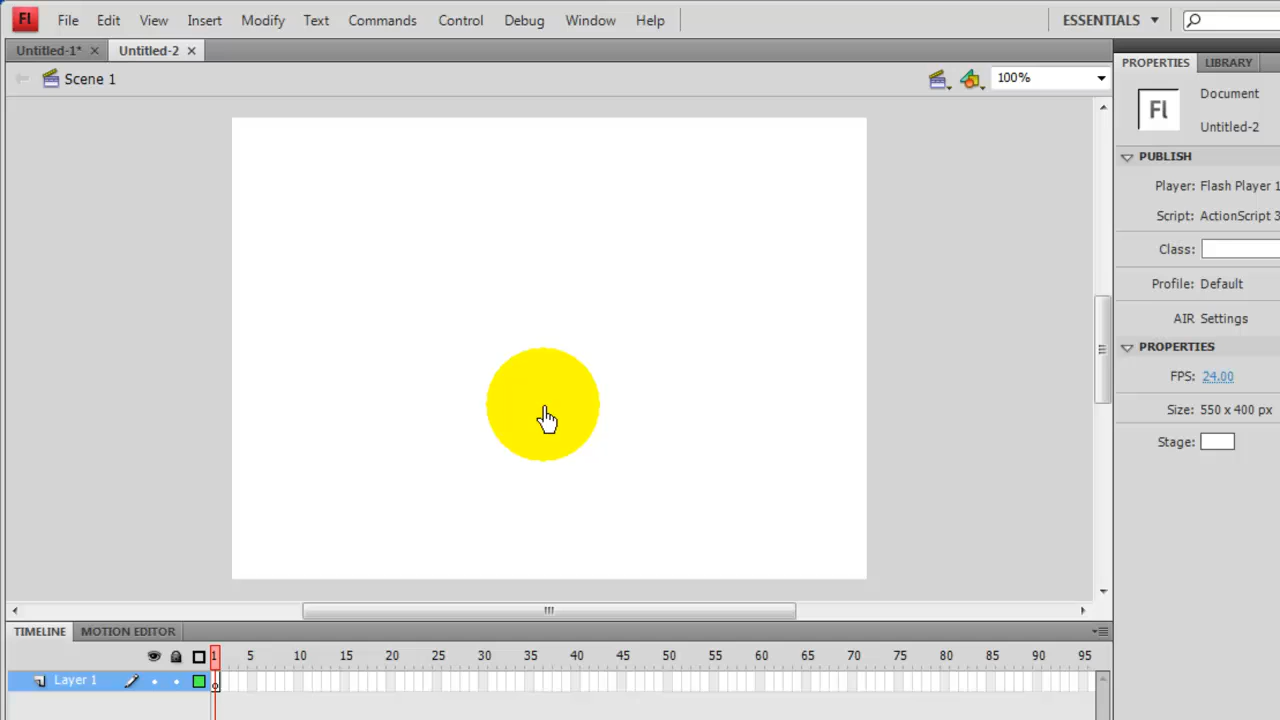 Fl File Edit View Insert Modify Text Commands Control Debug Window Help ESSENTIALS
Untitled-1* Untitled-2
Scene 1 100%
PROPERTIES LIBRARY
Fl Document
Untitled-2
PUBLISH
Player: Flash Player 1
Script: ActionScript 3
Class:
Profile: Default
AIR Settings
PROPERTIES
FPS: 24.00
Size: 550 x 400 px
Stage:
TIMELINE MOTION EDITOR
1 5 10 15 20 25 30 35 40 45 50 55 60 65 70 75 80 85 90 95
Layer 1